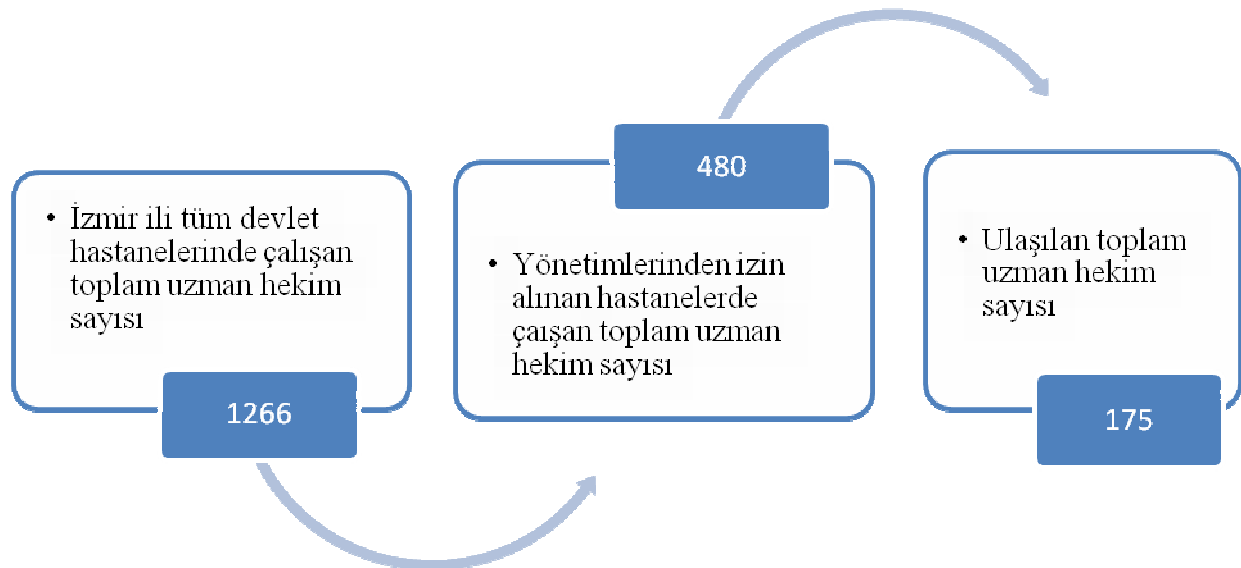 • İzmir ili tüm devlet
hastanelerinde çalışan
toplam uzman hekim
sayısı
1266
480
• Yönetimlerinden izin
alınan hastanelerde
çaışan toplam uzman
hekim sayısı
• Ulaşılan toplam
uzman hekim
sayısı
175